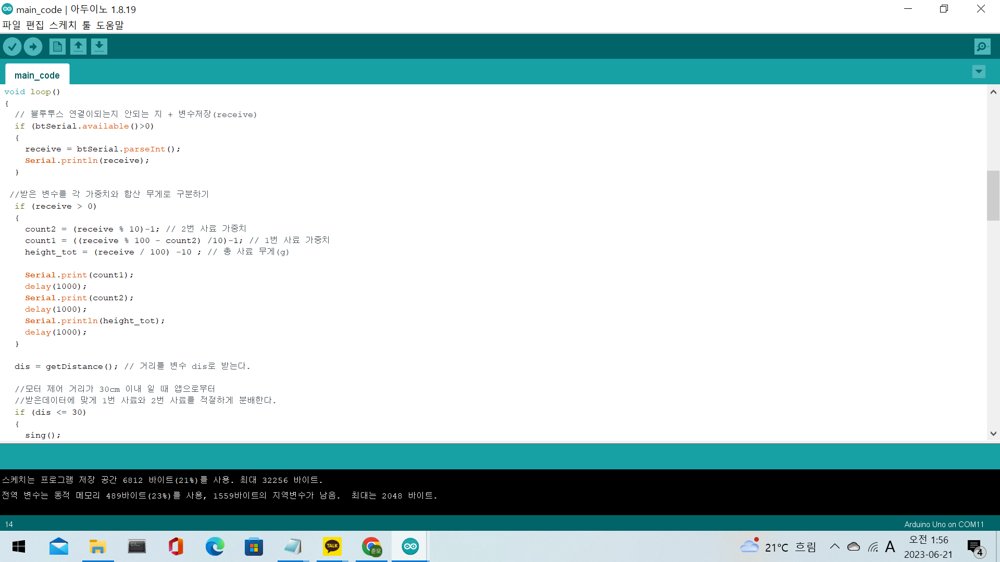 main_code | 아두이노 1.8.19
파일 편집 스케치 툴 도움말
main_code
void loop()
{
// 블루투스 연결이되는지 안되는 지 + 변수저장(receive)
if (btSerial.available()>0)
{
receive = btSerial.parseInt();
Serial.println(receive);
}
//받은 변수를 각 가중치와 합산 무게로 구분하기
if (receive > 0)
{
count2 = (receive % 10)-1; // 2번 사료 가중치
count1 = ((receive % 100 - count2) /10)-1; // 1번 사료 가중치
height_tot = (receive / 100) -10 ; // 총 사료 무게(g)
Serial.print(count1);
delay(1000);
Serial.print(count2);
delay(1000);
Serial.println(height_tot);
delay(1000);
}
dis = getDistance(); // 거리를 변수 dis로 받는다.
//모터 제어 거리가 30cm 이내 일 때 앱으로부터
//받은데이터에 맞게 1번 사료와 2번 사료를 적절하게 분배한다.
if (dis <= 30)
{
sing();
스케치는 프로그램 저장 공간 6812 바이트(21%)를 사용. 최대 32256 바이트.
전역 변수는 동적 메모리 489바이트(23%)를 사용, 1559바이트의 지역변수가 남음.  최대는 2048 바이트.
14
Arduino Uno on COM11
C:\_
TALK
준모
21°C 흐림
A
오전 1:56
2023-06-21
4